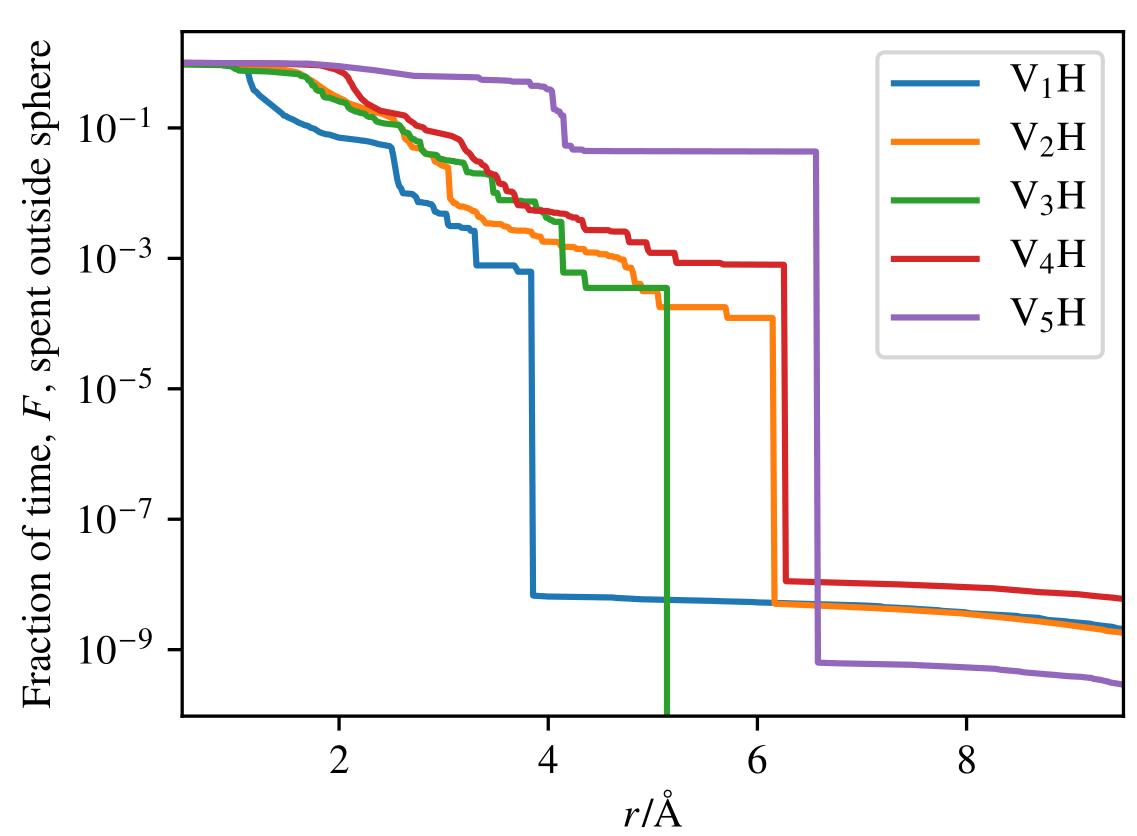 Fraction of time, F, spent outside sphere
10⁻¹
10⁻³
10⁻⁵
10⁻⁷
10⁻⁹
V₁H
V₂H
V₃H
V₄H
V₅H
2 4 6 8
r/Å